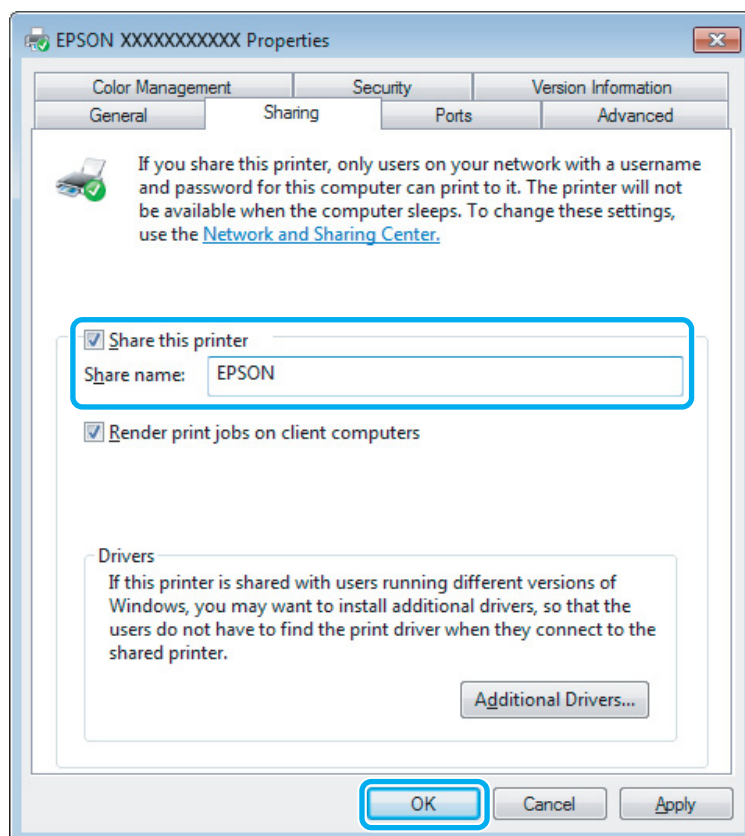 EPSON XXXXXXXXXXX Properties
Color Management
Security
Version Information
General
Sharing
Ports
Advanced
If you share this printer, only users on your network with a username
and password for this computer can print to it. The printer will not
be available when the computer sleeps. To change these settings,
use the Network and Sharing Center.
Share this printer
Share name: EPSON
Render print jobs on client computers
Drivers
If this printer is shared with users running different versions of
Windows, you may want to install additional drivers, so that the
users do not have to find the print driver when they connect to the
shared printer.
Additional Drivers...
OK
Cancel
Apply